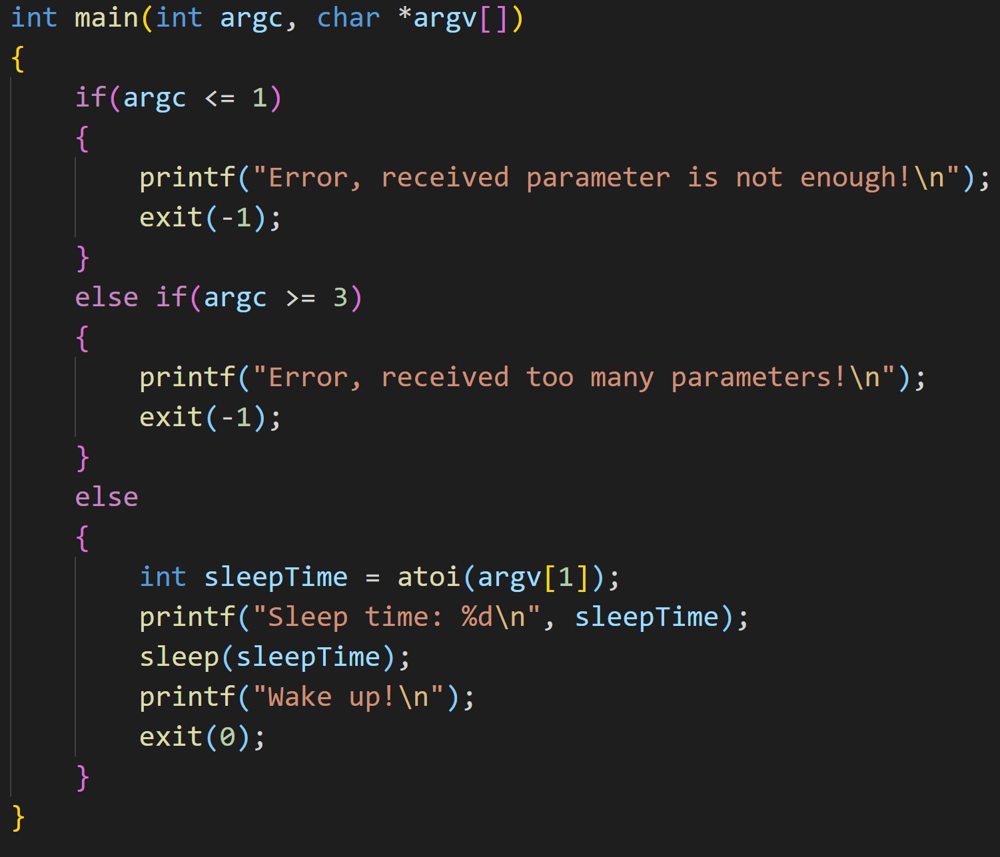 int main(int argc, char *argv[])
{
    if(argc <= 1)
    {
        printf("Error, received parameter is not enough!\n");
        exit(-1);
    }
    else if(argc >= 3)
    {
        printf("Error, received too many parameters!\n");
        exit(-1);
    }
    else
    {
        int sleepTime = atoi(argv[1]);
        printf("Sleep time: %d\n", sleepTime);
        sleep(sleepTime);
        printf("Wake up!\n");
        exit(0);
    }
}